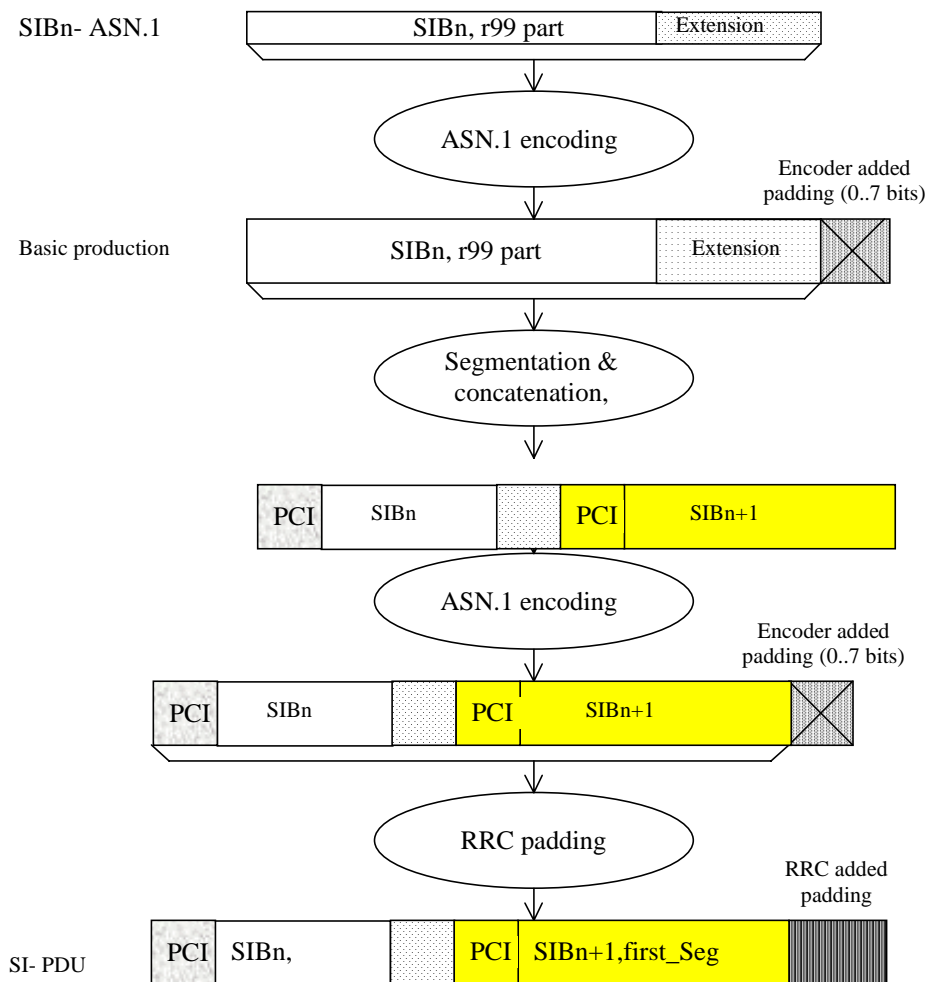 SIBn- ASN.1
SIBn, r99 part
Extension
ASN.1 encoding
Encoder added
padding (0..7 bits)
Basic production
SIBn, r99 part
Extension
Segmentation &
concatenation,
PCI
SIBn
PCI
SIBn+1
ASN.1 encoding
Encoder added
padding (0..7 bits)
PCI
SIBn
PCI
SIBn+1
RRC padding
RRC added
padding
SI- PDU
PCI
SIBn,
PCI
SIBn+1,first_Seg